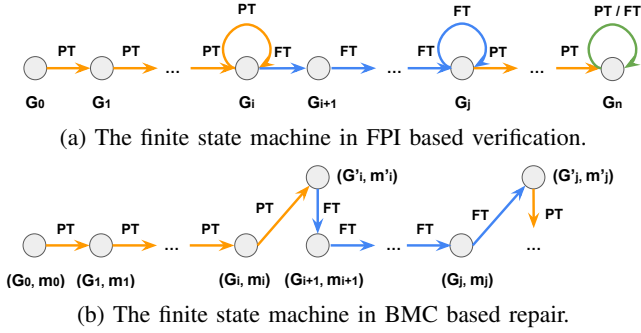 PT FT PT / FT
PT PT ... PT FT FT ... FT PT ... PT
G0 G1 Gi Gi+1 Gj Gn
(a) The finite state machine in FPI based verification.
(G'i, m'i) (G'j, m'j)
PT PT ... PT PT FT FT ... FT FT PT ...
(G0, m0) (G1, m1) (Gi, mi) (Gi+1, mi+1) (Gj, mj)
(b) The finite state machine in BMC based repair.